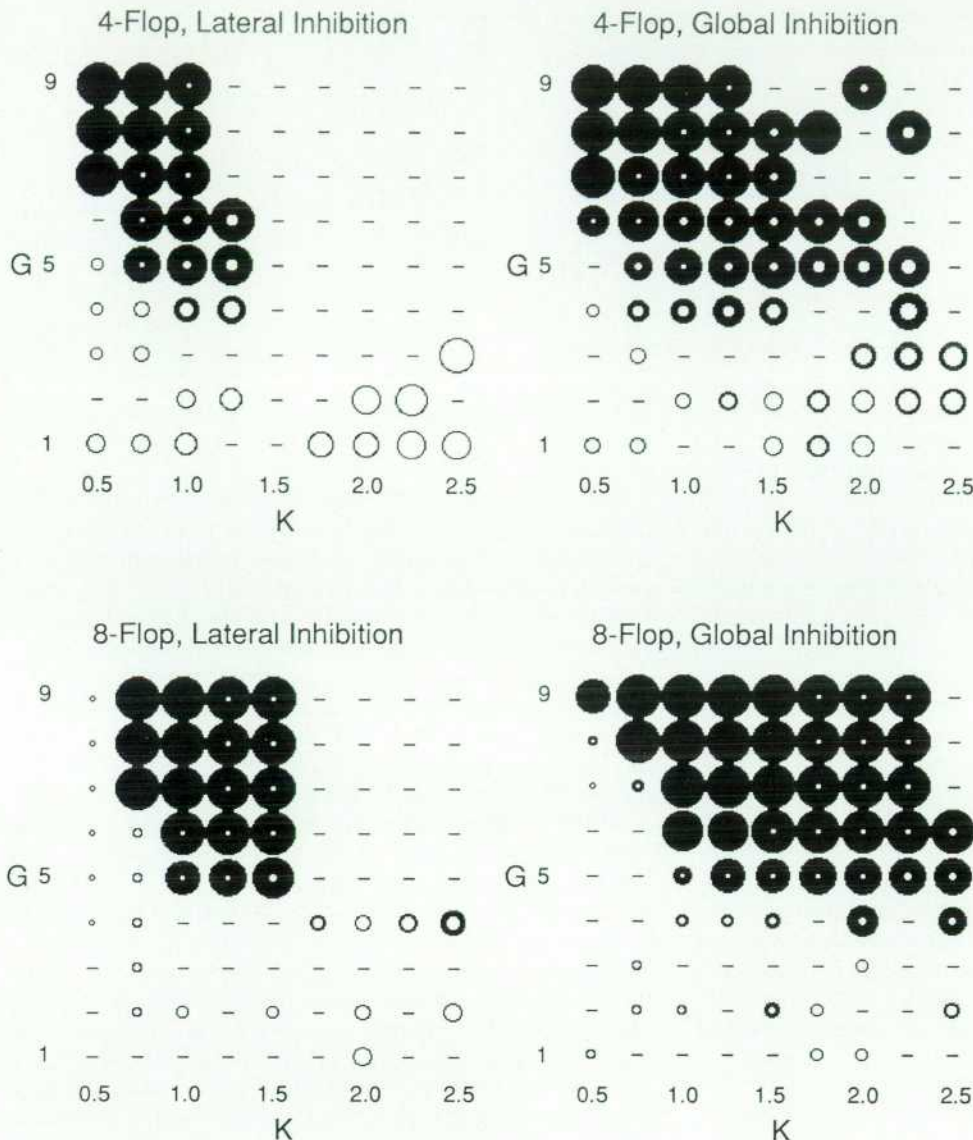 4-Flop, Lateral Inhibition
9
G 5
1
0.5 1.0 1.5 2.0 2.5
K
4-Flop, Global Inhibition
9
5
1
0.5 1.0 1.5 2.0 2.5
K
8-Flop, Lateral Inhibition
9
G 5
1
0.5 1.0 1.5 2.0 2.5
K
8-Flop, Global Inhibition
9
G 5
1
0.5 1.0 1.5 2.0 2.5
K